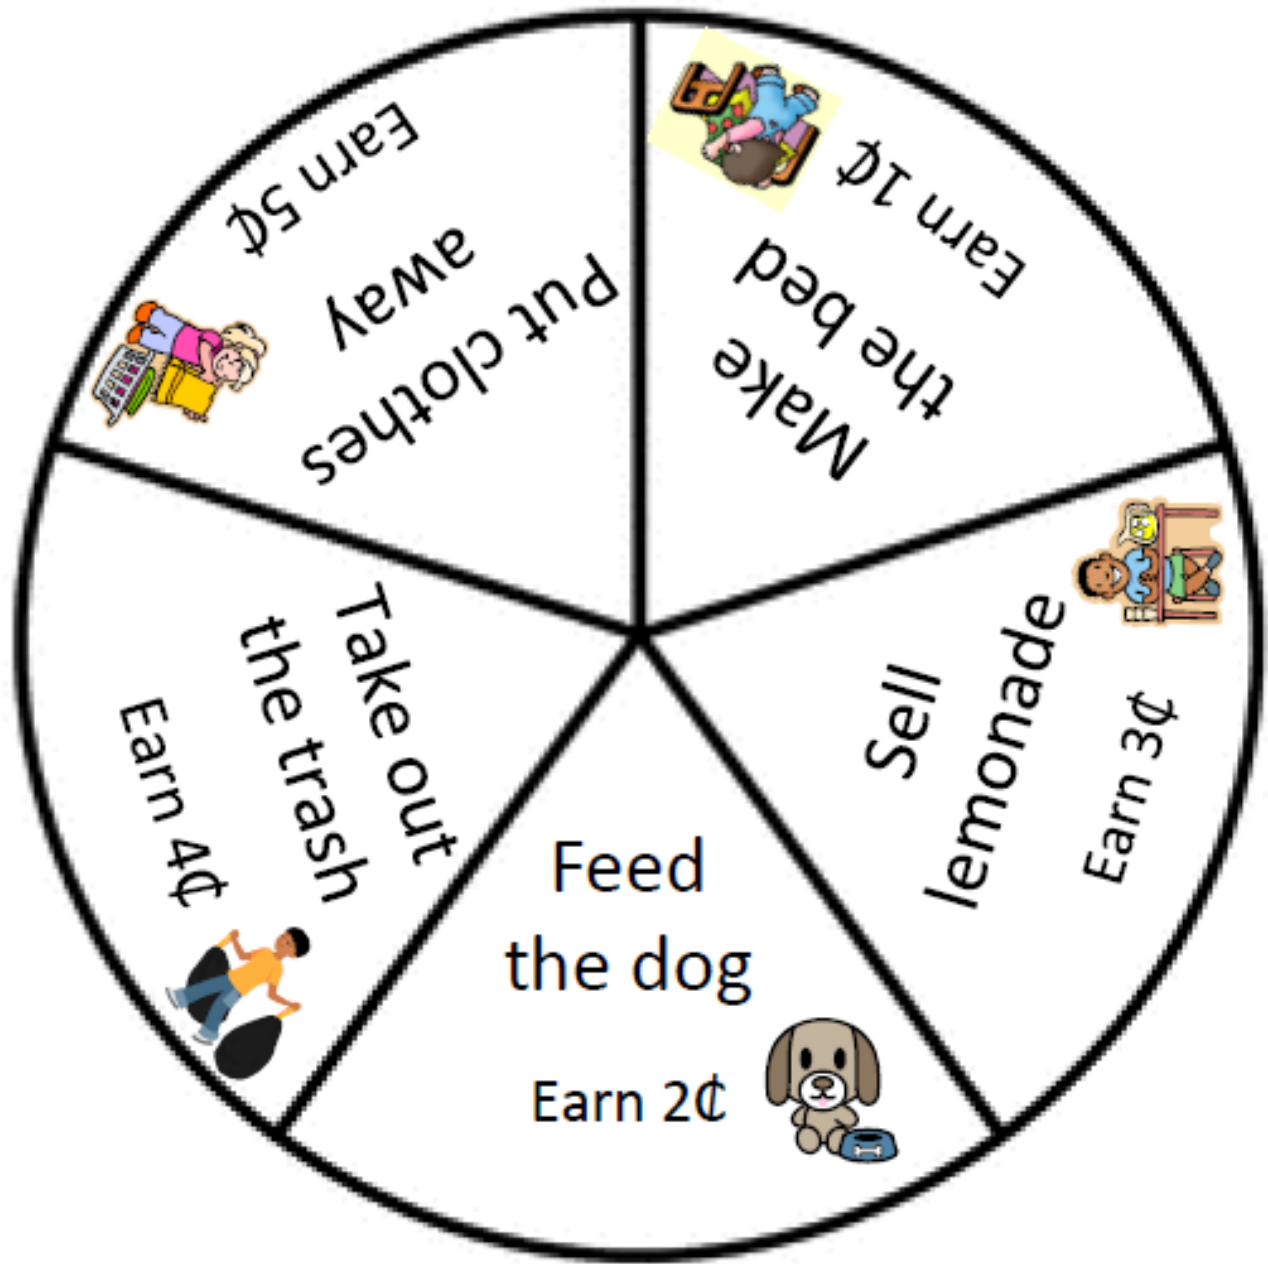 Make
the bed
Earn 1₵
Sell
lemonade
Earn 3₵
Feed
the dog
Earn 2₵
Take out
the trash
Earn 4₵
Put clothes
away
Earn 5₵